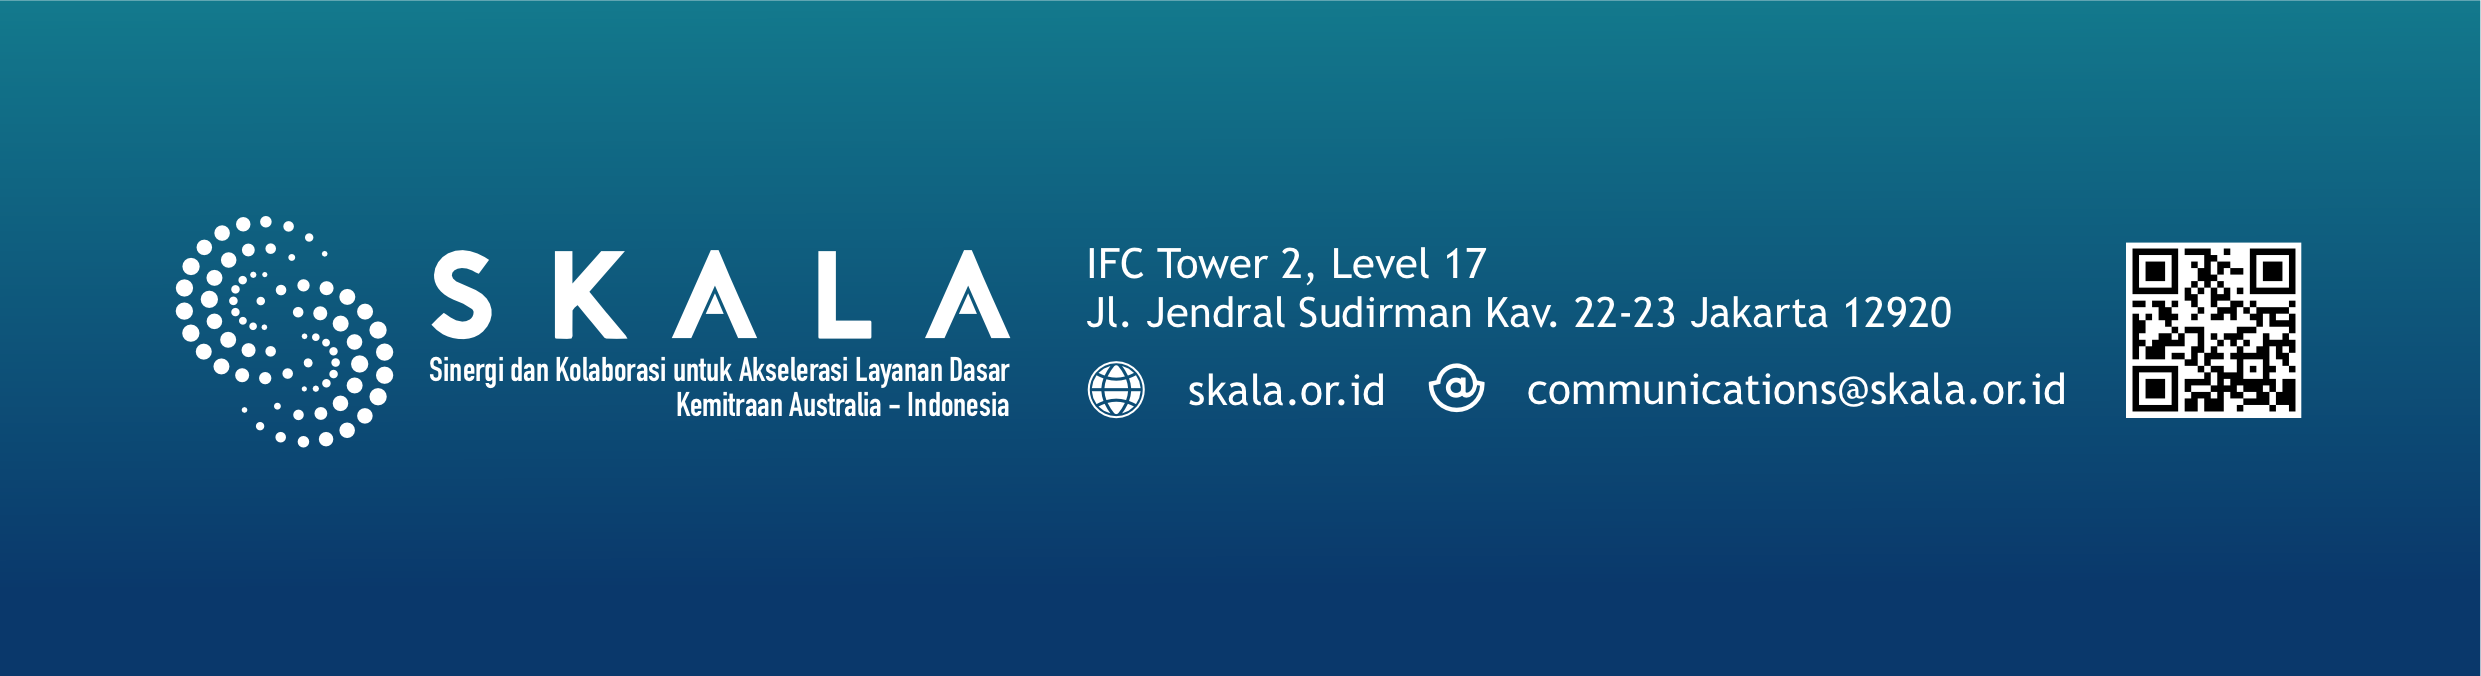 SKALA
Sinergi dan Kolaborasi untuk Akselerasi Layanan Dasar
Kemitraan Australia – Indonesia
IFC Tower 2, Level 17
Jl. Jendral Sudirman Kav. 22-23 Jakarta 12920
skala.or.id
communications@skala.or.id